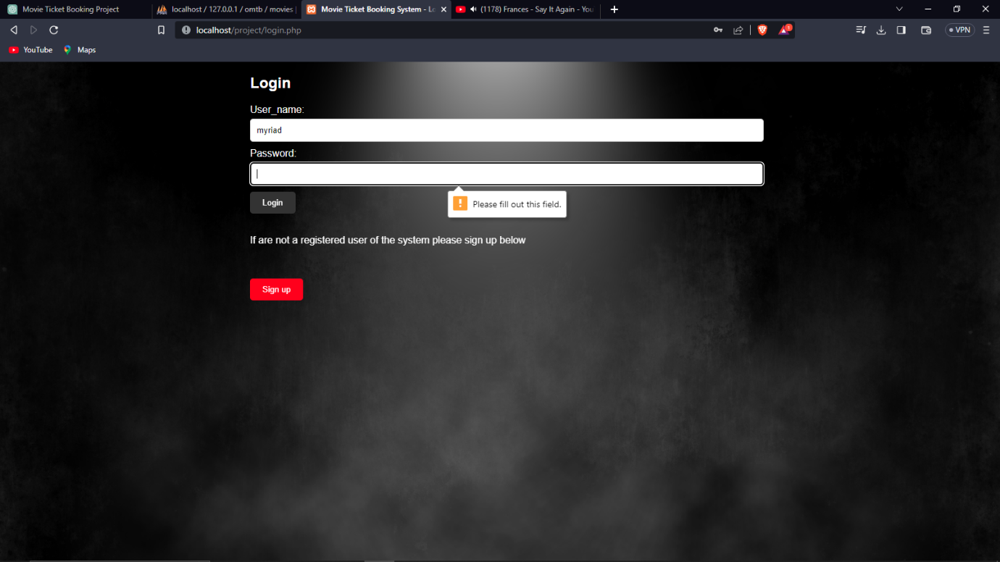 Movie Ticket Booking Project
localhost / 127.0.0.1 / omtb / movies
Movie Ticket Booking System - Lo
(1178) Frances - Say It Again - You
localhost/project/login.php
1
VPN
YouTube
Maps
Login
User_name:
myriad
Password:
Please fill out this field.
Login
If are not a registered user of the system please sign up below
Sign up